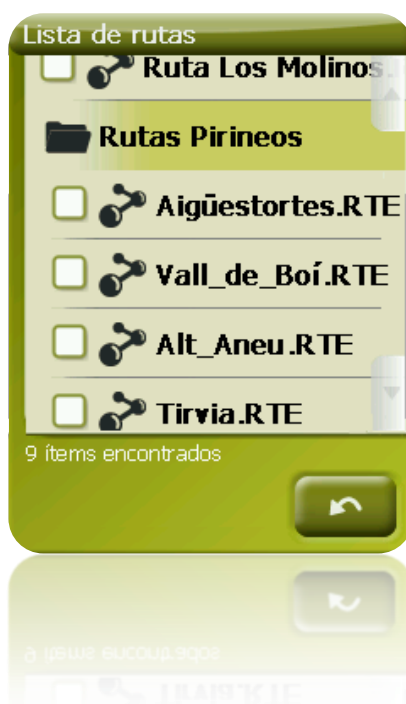 Lista de rutas
Ruta Los Molinos.
Rutas Pirineos
Aigüestortes.RTE
Vall_de_Boí.RTE
Alt_Aneu.RTE
Tirvia.RTE
9 ítems encontrados